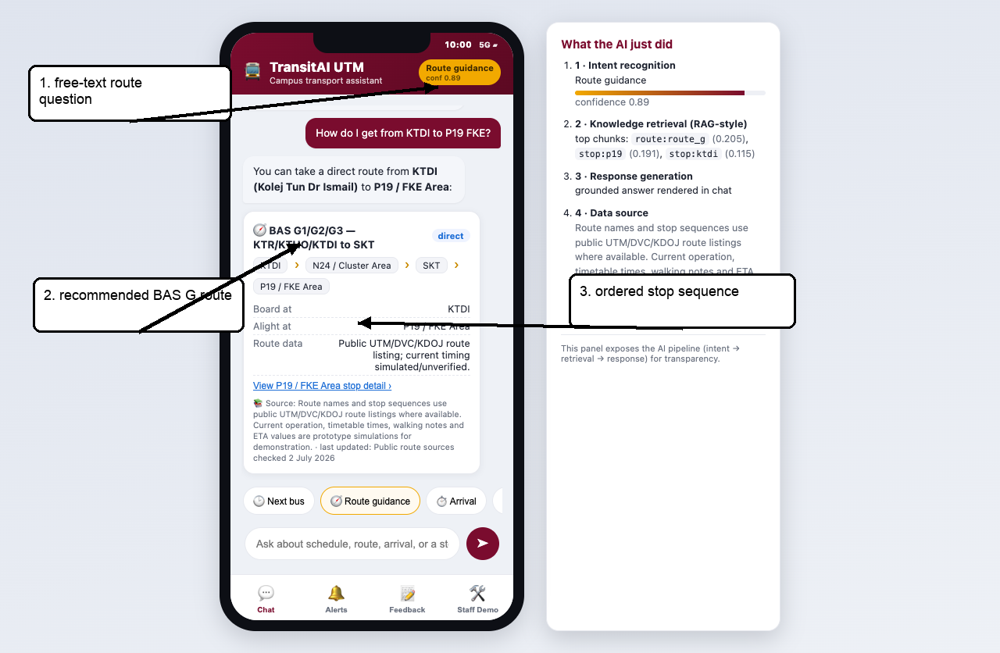 10:00 5G
TransitAI UTM
Campus transport assistant
Route guidance
conf 0.89
1. free-text route
question
How do I get from KTDI to P19 FKE?
You can take a direct route from KTDI
(Kolej Tun Dr Ismail) to P19 / FKE Area:
BAS G1/G2/G3 —
KTR/KTHO/KTDI to SKT
direct
KTDI › N24 / Cluster Area › SKT ›
P19 / FKE Area
2. recommended BAS G route
Board at KTDI
Alight at P19 / FKE Area
Route data Public UTM/DVC/KDOJ route
listing; current timing
simulated/unverified.
View P19 / FKE Area stop detail ›
Source: Route names and stop sequences use
public UTM/DVC/KDOJ route listings where available.
Current operation, timetable times, walking notes and
ETA values are prototype simulations for
demonstration. · last updated: Public route sources
checked 2 July 2026
Next bus Route guidance Arrival
Ask about schedule, route, arrival, or a st
Chat Alerts Feedback Staff Demo
What the AI just did
1. 1 · Intent recognition
Route guidance
confidence 0.89
2. 2 · Knowledge retrieval (RAG-style)
top chunks: route:route_g (0.205),
stop:p19 (0.191), stop:ktdi (0.115)
3. 3 · Response generation
grounded answer rendered in chat
4. 4 · Data source
Route names and stop sequences use
public UTM/DVC/KDOJ route listings
where available. Current operation,
timetable times, walking notes and ETA
3. ordered stop sequence
This panel exposes the AI pipeline (intent →
retrieval → response) for transparency.